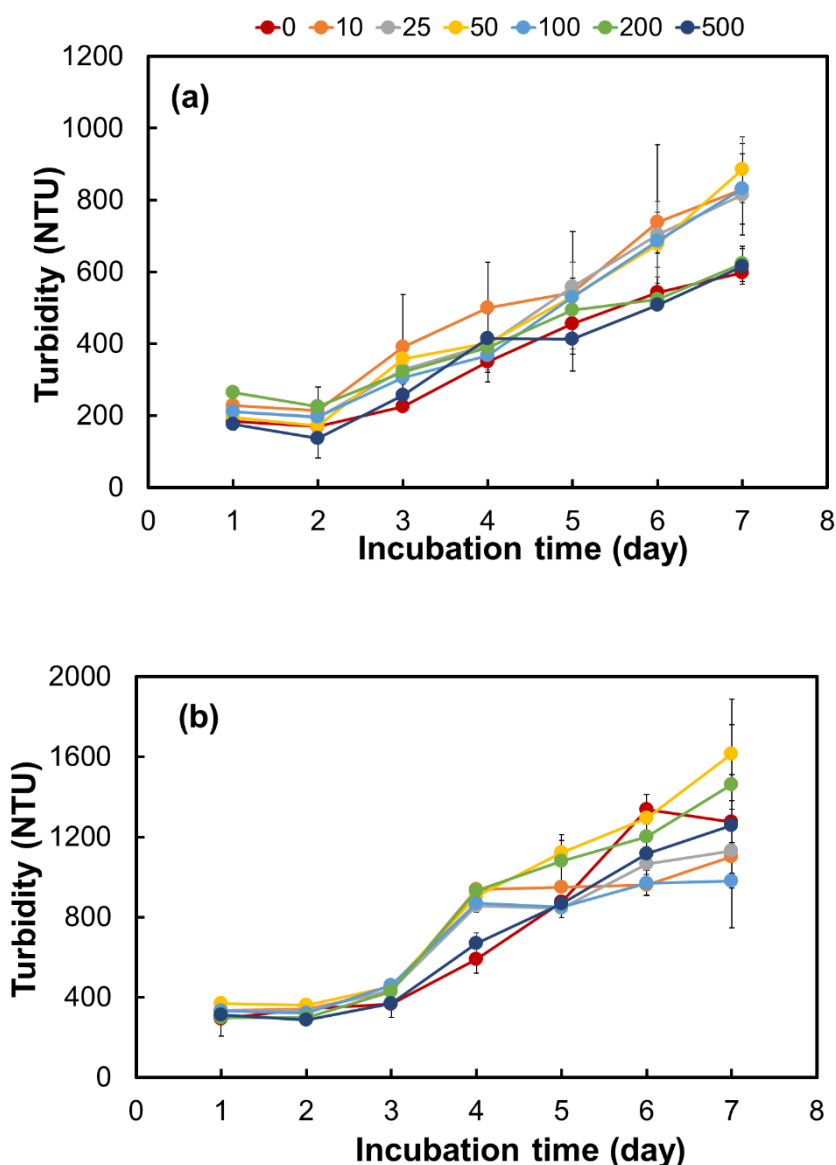 0 10 25 50 100 200 500
(a)
1200
1000
800
600
400
200
0
Turbidity (NTU)
0 1 2 3 4 5 6 7 8
Incubation time (day)
(b)
2000
1600
1200
800
400
0
Turbidity (NTU)
0 1 2 3 4 5 6 7 8
Incubation time (day)